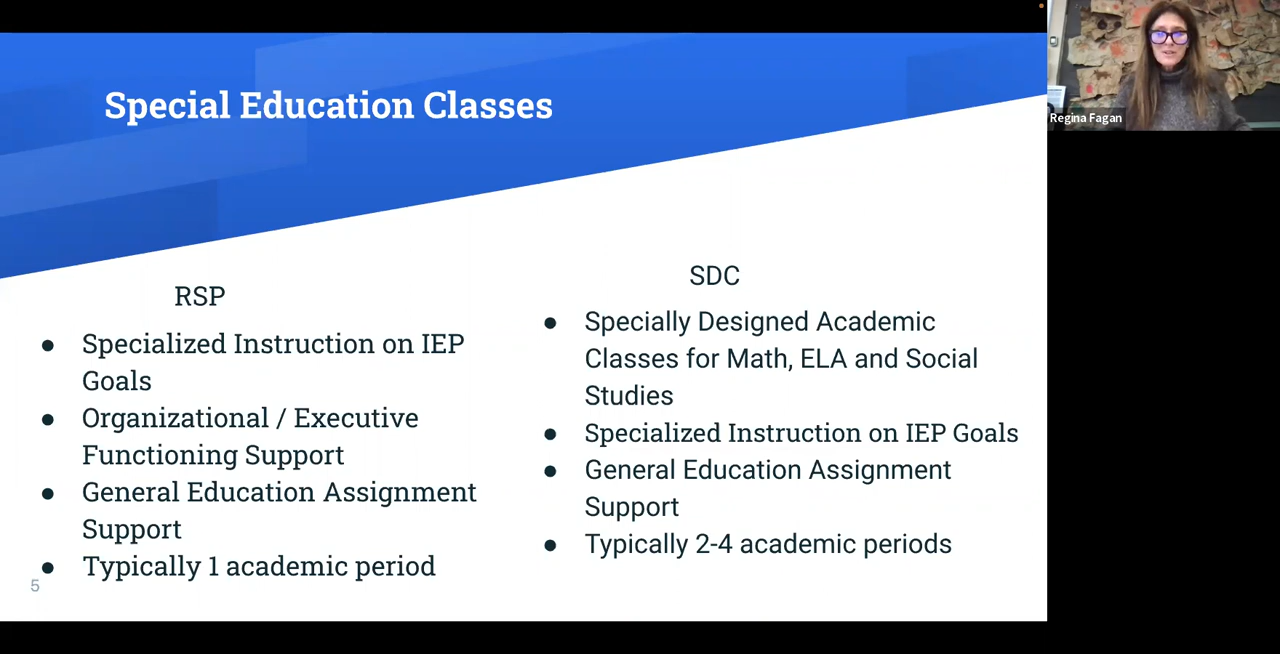 Special Education Classes
Regina Fagan
RSP
● Specialized Instruction on IEP
Goals
● Organizational / Executive
Functioning Support
● General Education Assignment
Support
● Typically 1 academic period
5
SDC
● Specially Designed Academic
Classes for Math, ELA and Social
Studies
● Specialized Instruction on IEP Goals
● General Education Assignment
Support
● Typically 2-4 academic periods